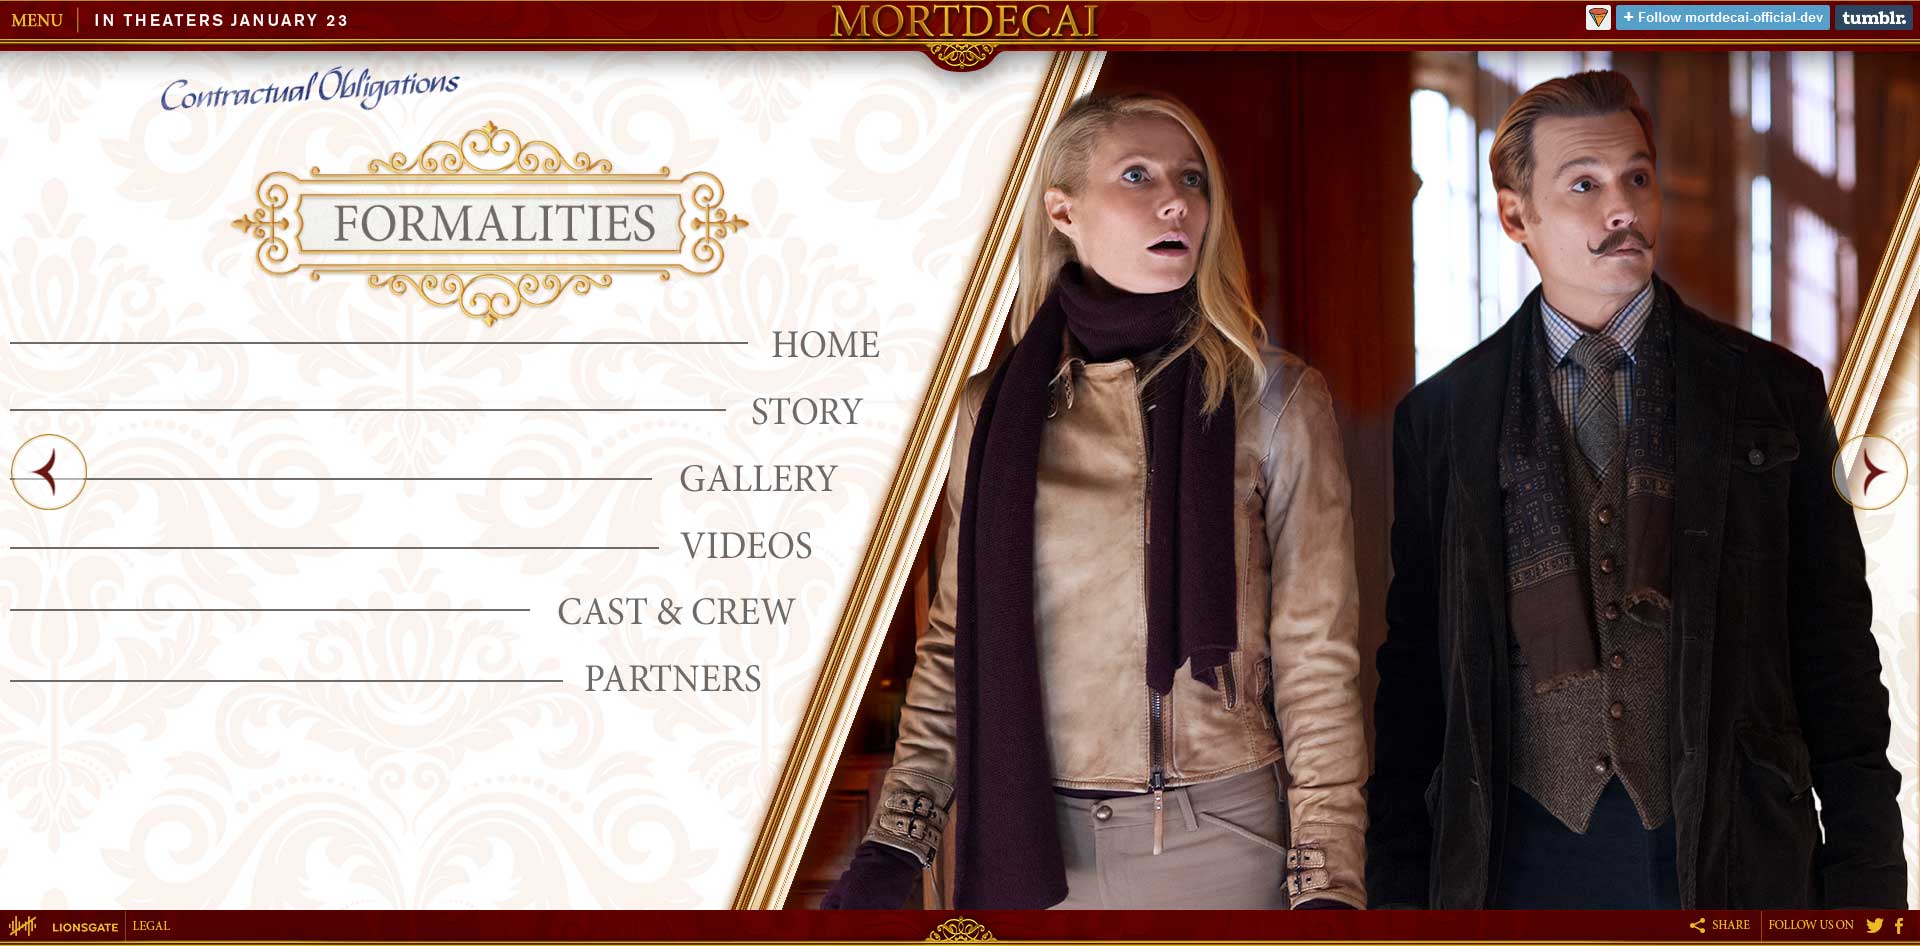 MENU
IN THEATERS JANUARY 23
MORTDECAI
+ Follow mortdecai-official-dev
tumblr.
Contractual Obligations
FORMALITIES
HOME
STORY
GALLERY
VIDEOS
CAST & CREW
PARTNERS
LIONSGATE
LEGAL
SHARE
FOLLOW US ON